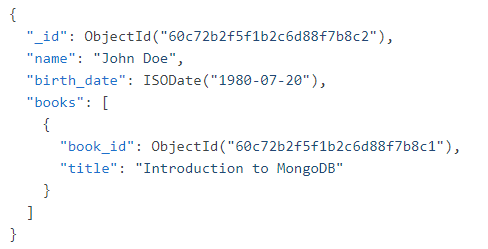 {
  "_id": ObjectId("60c72b2f5f1b2c6d88f7b8c2"),
  "name": "John Doe",
  "birth_date": ISODate("1980-07-20"),
  "books": [
    {
      "book_id": ObjectId("60c72b2f5f1b2c6d88f7b8c1"),
      "title": "Introduction to MongoDB"
    }
  ]
}